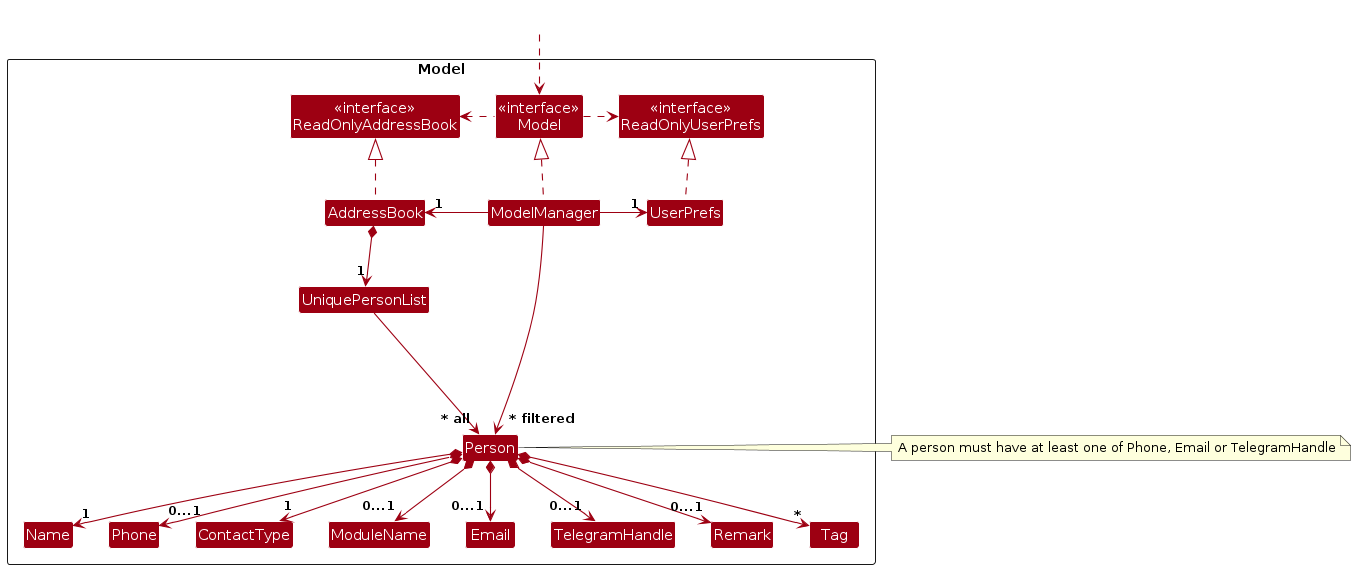 Model
«interface»
ReadOnlyAddressBook
«interface»
Model
«interface»
ReadOnlyUserPrefs
AddressBook
1
ModelManager
1
UserPrefs
1
UniquePersonList
* all
* filtered
Person
A person must have at least one of Phone, Email or TelegramHandle
1
0...1
1
0...1
0...1
0...1
0...1
*
Name
Phone
ContactType
ModuleName
Email
TelegramHandle
Remark
Tag